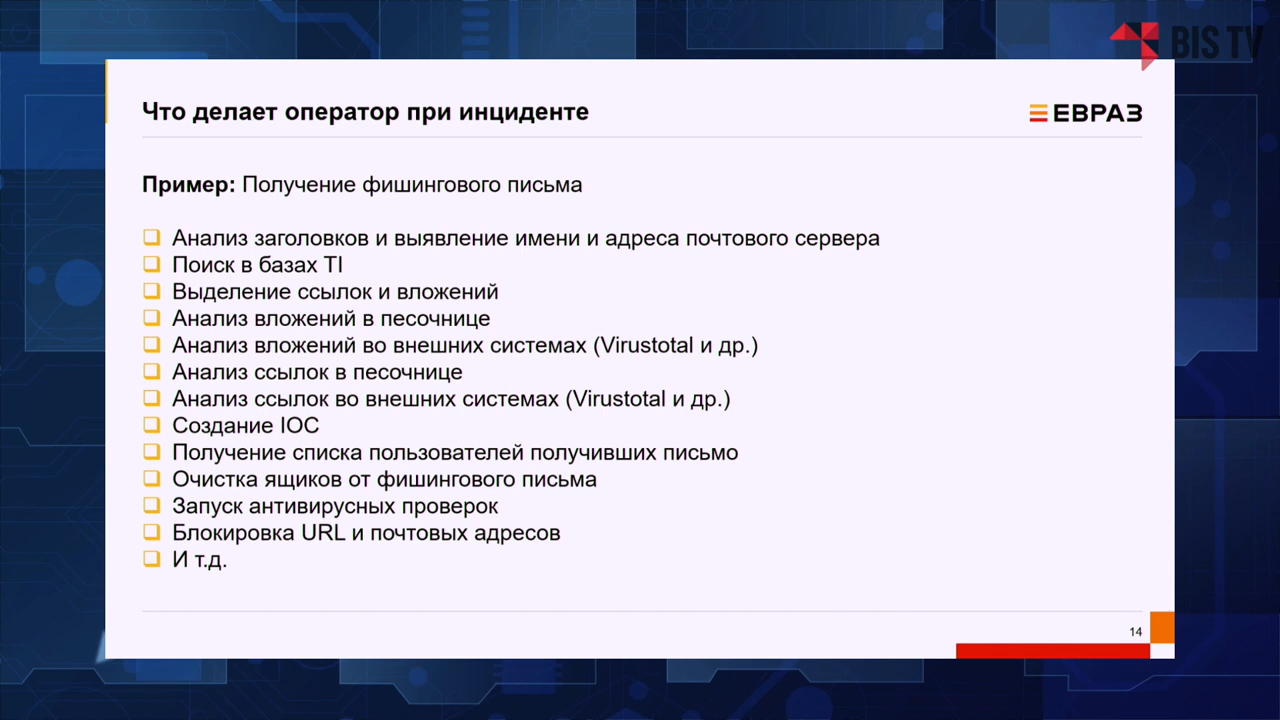 BIS TV
Что делает оператор при инциденте
ЕВРАЗ
Пример: Получение фишингового письма
Анализ заголовков и выявление имени и адреса почтового сервера
Поиск в базах TI
Выделение ссылок и вложений
Анализ вложений в песочнице
Анализ вложений во внешних системах (Virustotal и др.)
Анализ ссылок в песочнице
Анализ ссылок во внешних системах (Virustotal и др.)
Создание IOC
Получение списка пользователей получивших письмо
Очистка ящиков от фишингового письма
Запуск антивирусных проверок
Блокировка URL и почтовых адресов
И т.д.
14